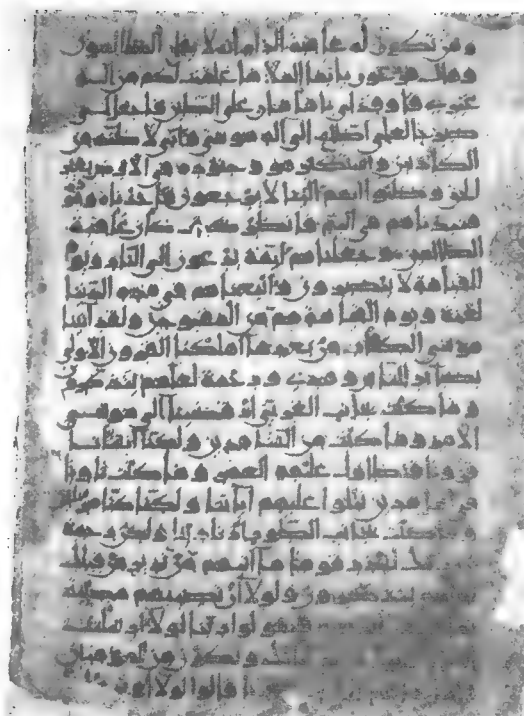 ومن تكون له عاقبة الدار انه لا يفلح الظالمون
وقال فرعون يا ايها الملا ما علمت لكم من اله
غيري فاوقد لي يا هامان على الطين فاجعل لي
صرحا لعلي اطلع الى اله موسى واني لاظنه من
الكاذبين واستكبر هو وجنوده في الارض بغير
الحق وظنوا انهم الينا لا يرجعون فاخذناه وجنوده
فنبذناهم في اليم فانظر كيف كان عاقبة
الظالمين وجعلناهم ائمة يدعون الى النار ويوم
القيامة لا ينصرون واتبعناهم في هذه الدنيا
لعنة ويوم القيامة هم من المقبوحين ولقد اتينا
موسى الكتاب من بعد ما اهلكنا القرون الاولى
بصائر للناس وهدى ورحمة لعلهم يتذكرون
وما كنت بجانب الغربي اذ قضينا الى موسى
الامر وما كنت من الشاهدين ولكنا انشانا
قرونا فتطاول عليهم العمر وما كنت ثاويا
في اهل مدين تتلوا عليهم اياتنا ولكنا كنا مرسلين
وما كنت بجانب الطور اذ نادينا ولكن رحمة
لتنذر قوما ما اتيهم من نذير من قبلك
لعلهم يتذكرون ولولا ان تصيبهم مصيبة
فيقولوا ربنا لولا ارسلت
ونكون من المومنين
قالوا لولا اوتي